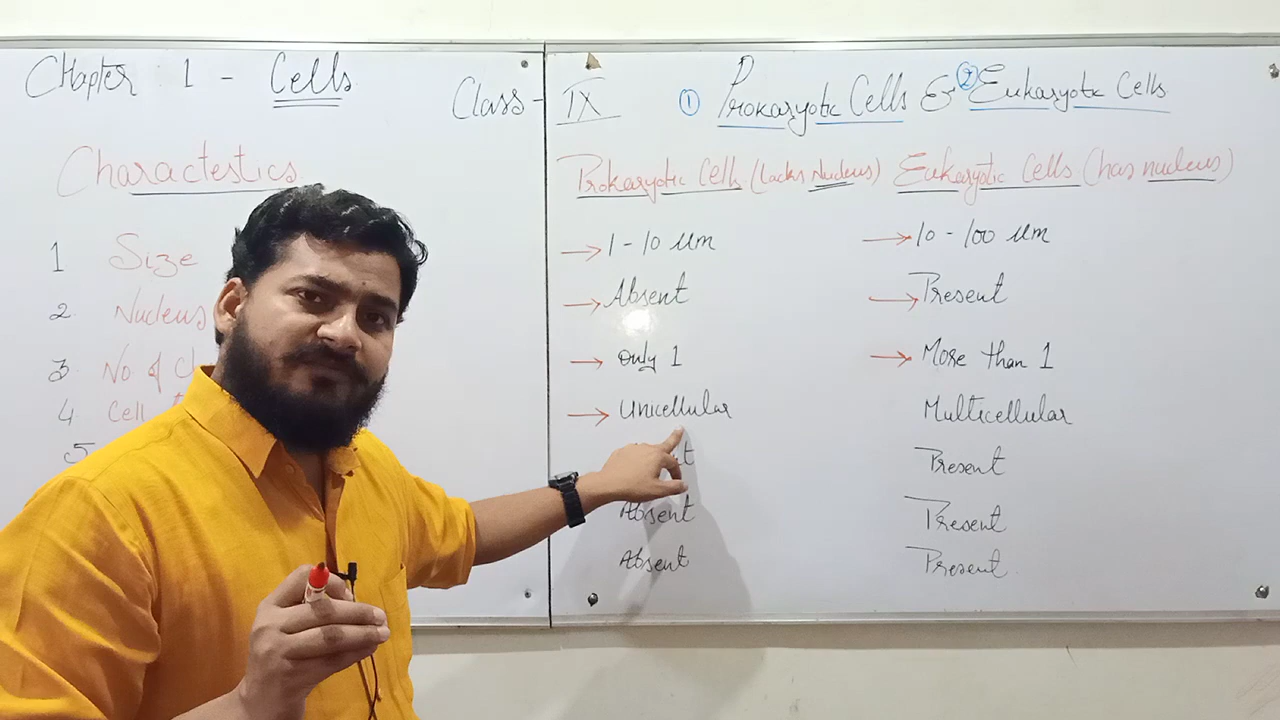 Chapter 1 - Cells
Class - IX
① Prokaryotic Cells & ② Eukaryotic Cells
Charactestics
Prokaryotic Cells (Lacks Nucleus)
Eukaryotic Cells (has nucleus)
1 Size
1 - 10 um
10 - 100 um
2. Nucleus
Absent
Present
3. No of
Only 1
More than 1
4 Cell
Unicellular
Multicellular
5
Present
Absent
Present
Absent
Present.